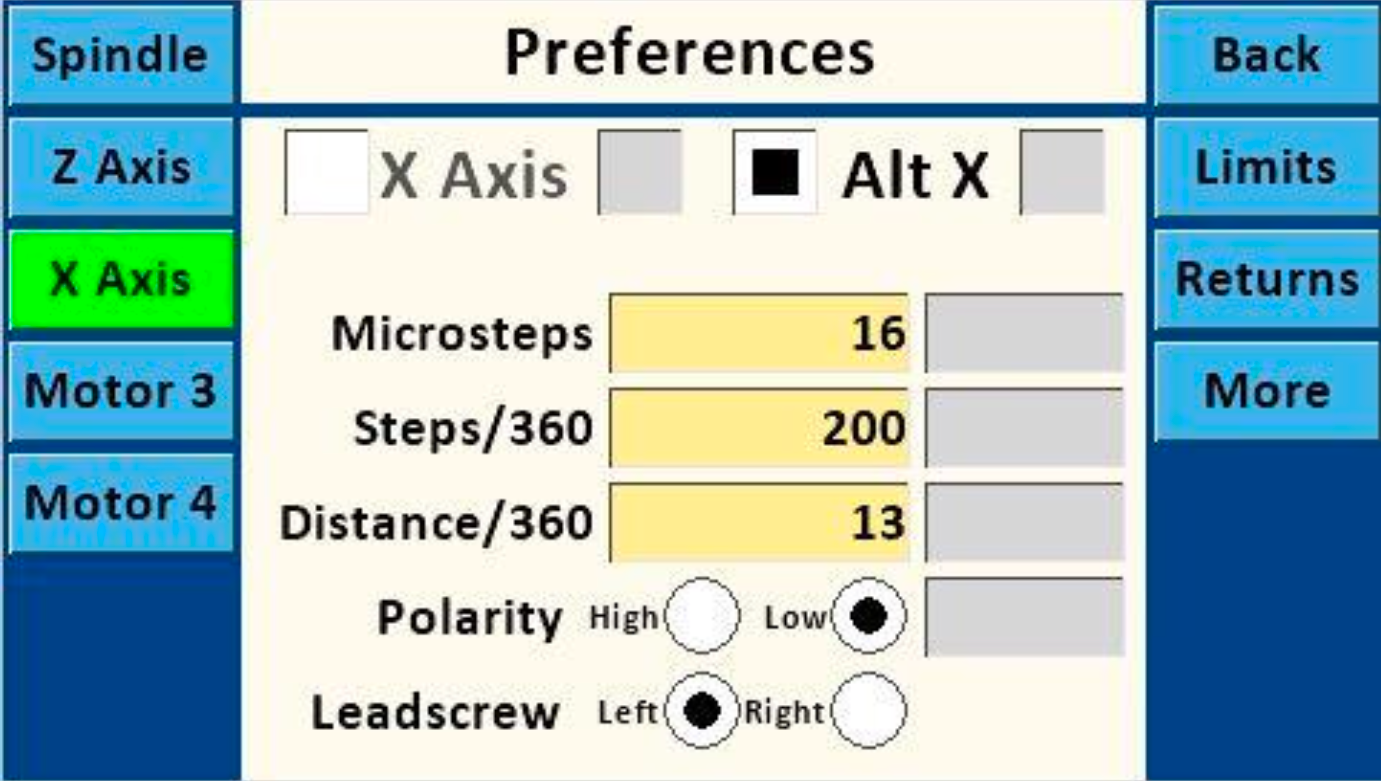 Spindle
Preferences
Back
Z Axis
X Axis
Alt X
Limits
X Axis
Returns
Microsteps 16
Motor 3
More
Steps/360 200
Motor 4
Distance/360 13
Polarity High Low
Leadscrew Left Right